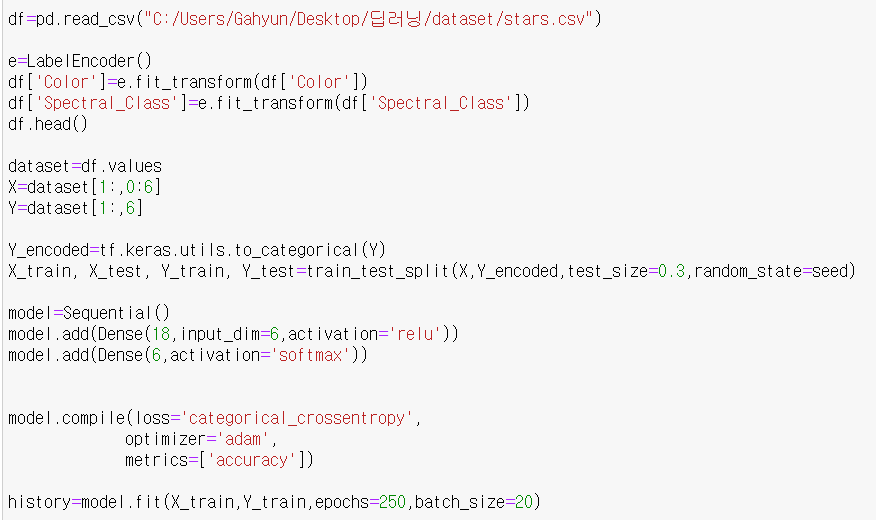 df=pd.read_csv("C:/Users/Gahyun/Desktop/딥러닝/dataset/stars.csv")
e=LabelEncoder()
df['Color']=e.fit_transform(df['Color'])
df['Spectral_Class']=e.fit_transform(df['Spectral_Class'])
df.head()
dataset=df.values
X=dataset[1:,0:6]
Y=dataset[1:,6]
Y_encoded=tf.keras.utils.to_categorical(Y)
X_train, X_test, Y_train, Y_test=train_test_split(X,Y_encoded,test_size=0.3,random_state=seed)
model=Sequential()
model.add(Dense(18,input_dim=6,activation='relu'))
model.add(Dense(6,activation='softmax'))
model.compile(loss='categorical_crossentropy',
optimizer='adam',
metrics=['accuracy'])
history=model.fit(X_train,Y_train,epochs=250,batch_size=20)